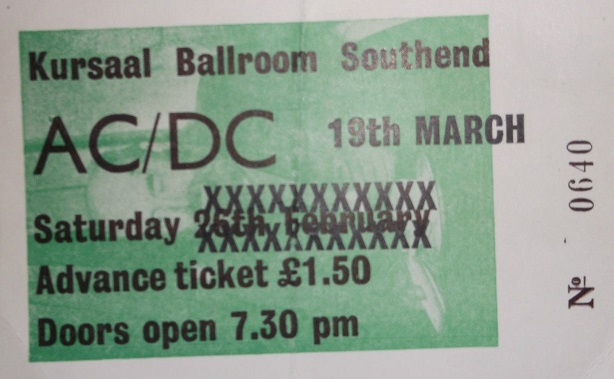 Kursaal Ballroom Southend
AC/DC 19th MARCH
XXXXXXXXXXX
Saturday 26th February
XXXXXXXXXXX
Advance ticket £1.50
Doors open 7.30 pm
№ 0640